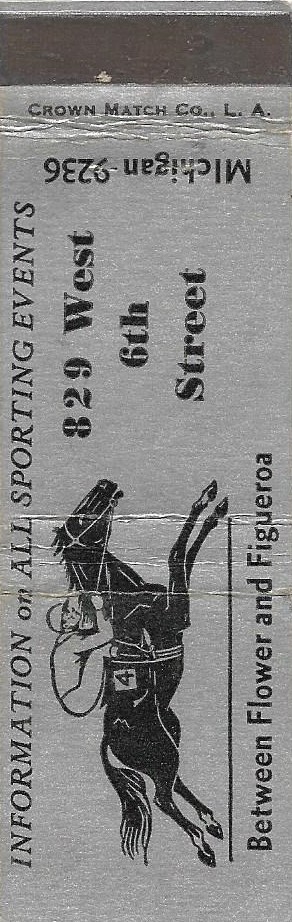 CROWN MATCH CO., L. A.
MIchigan 9236
INFORMATION on ALL SPORTING EVENTS
829 West
6th
Street
4
Between Flower and Figueroa